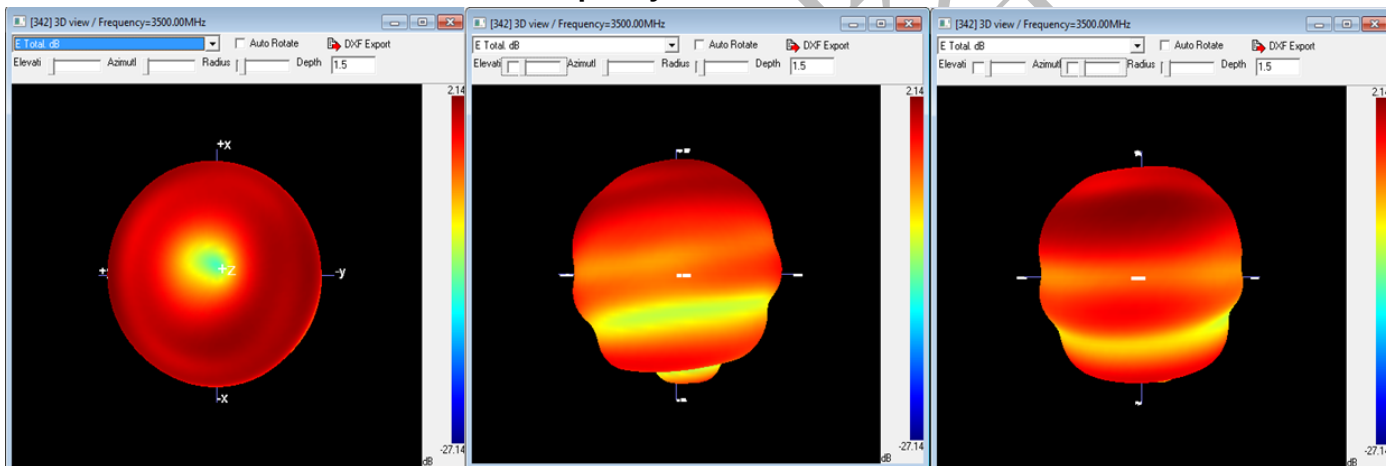 [342] 3D view / Frequency=3500.00MHz
E Total. dB
Auto Rotate
DXF Export
Elevati
Azimutl
Radius
Depth
1.5
2.14
+X
+Z
-y
-X
-27.14
dB
[342] 3D view / Frequency=3500.00MHz
E Total. dB
Auto Rotate
DXF Export
Elevati
Azimutl
Radius
Depth
1.5
2.14
-27.14
dB
[342] 3D view / Frequency=3500.00MHz
E Total. dB
Auto Rotate
DXF Export
Elevati
Azimutl
Radius
Depth
1.5
2.14
-27.14
dB